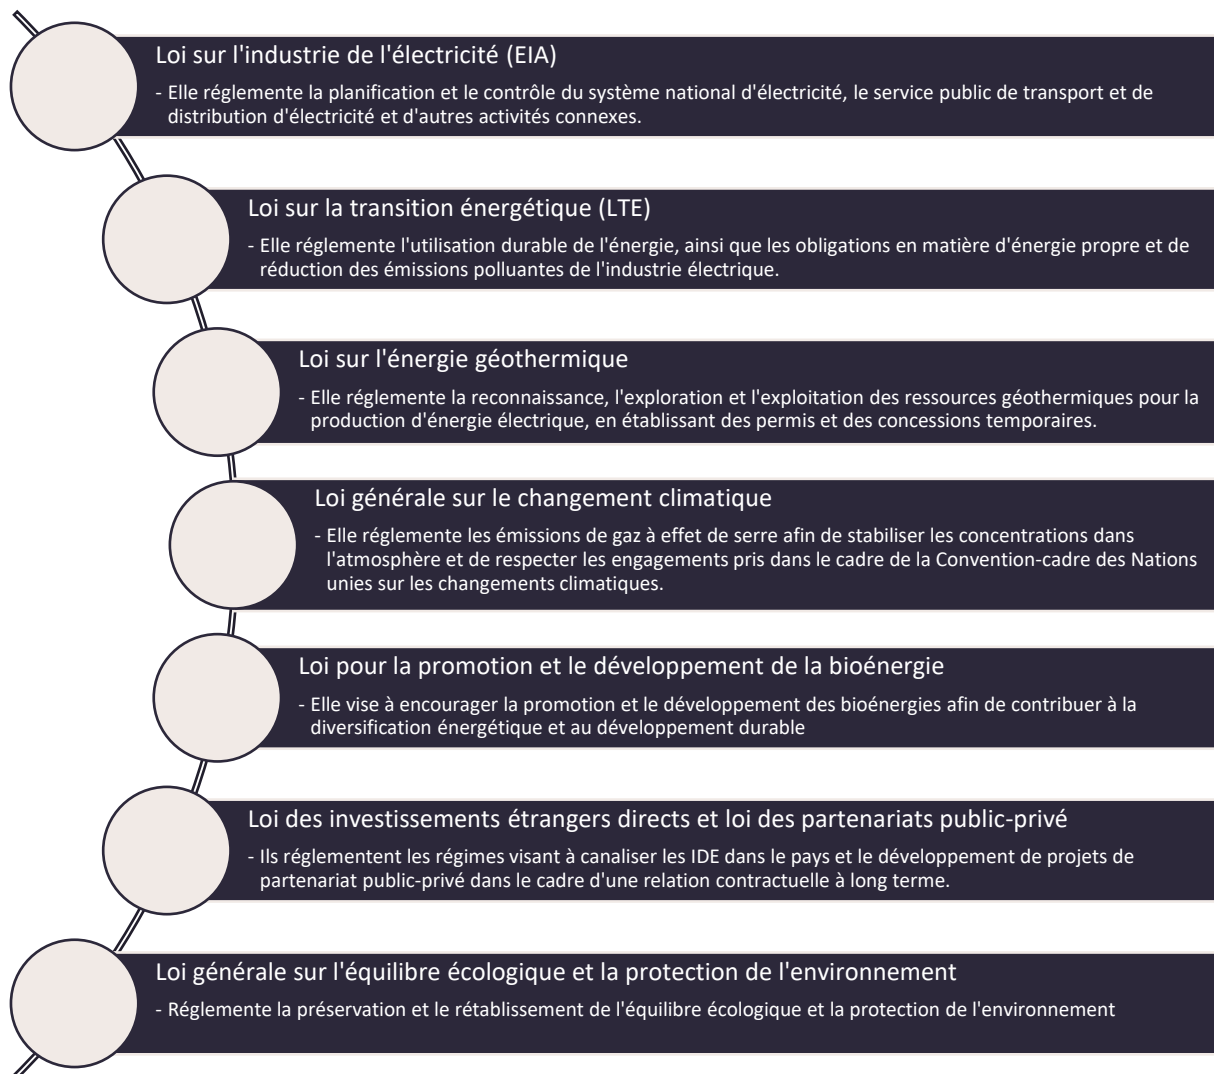 Loi sur l'industrie de l'électricité (EIA)
- Elle réglemente la planification et le contrôle du système national d'électricité, le service public de transport et de
distribution d'électricité et d'autres activités connexes.
Loi sur la transition énergétique (LTE)
- Elle réglemente l'utilisation durable de l'énergie, ainsi que les obligations en matière d'énergie propre et de
réduction des émissions polluantes de l'industrie électrique.
Loi sur l'énergie géothermique
- Elle réglemente la reconnaissance, l'exploration et l'exploitation des ressources géothermiques pour la
production d'énergie électrique, en établissant des permis et des concessions temporaires.
Loi générale sur le changement climatique
- Elle réglemente les émissions de gaz à effet de serre afin de stabiliser les concentrations dans
l'atmosphère et de respecter les engagements pris dans le cadre de la Convention-cadre des Nations
unies sur les changements climatiques.
Loi pour la promotion et le développement de la bioénergie
- Elle vise à encourager la promotion et le développement des bioénergies afin de contribuer à la
diversification énergétique et au développement durable
Loi des investissements étrangers directs et loi des partenariats public-privé
- Ils réglementent les régimes visant à canaliser les IDE dans le pays et le développement de projets de
partenariat public-privé dans le cadre d'une relation contractuelle à long terme.
Loi générale sur l'équilibre écologique et la protection de l'environnement
- Réglemente la préservation et le rétablissement de l'équilibre écologique et la protection de l'environnement